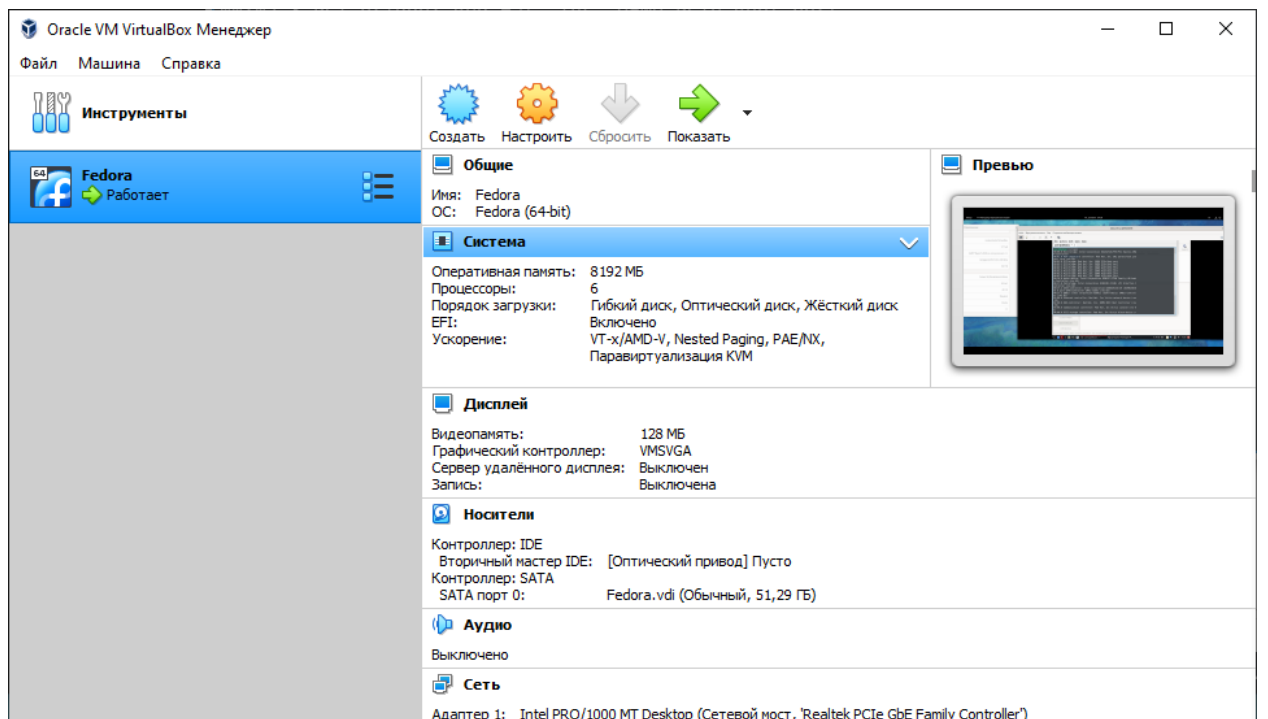 Oracle VM VirtualBox Менеджер
Файл Машина Справка
Инструменты
Создать Настроить Сбросить Показать
64
Fedora
Работает
Общие
Имя: Fedora
ОС: Fedora (64-bit)
Превью
Система
Оперативная память: 8192 МБ
Процессоры: 6
Порядок загрузки: Гибкий диск, Оптический диск, Жёсткий диск
EFI: Включено
Ускорение: VT-x/AMD-V, Nested Paging, PAE/NX,
Паравиртуализация KVM
Дисплей
Видеопамять: 128 МБ
Графический контроллер: VMSVGA
Сервер удалённого дисплея: Выключен
Запись: Выключена
Носители
Контроллер: IDE
Вторичный мастер IDE: [Оптический привод] Пусто
Контроллер: SATA
SATA порт 0: Fedora.vdi (Обычный, 51,29 ГБ)
Аудио
Выключено
Сеть
Адаптер 1: Intel PRO/1000 MT Desktop (Сетевой мост, 'Realtek PCIe GbE Family Controller')